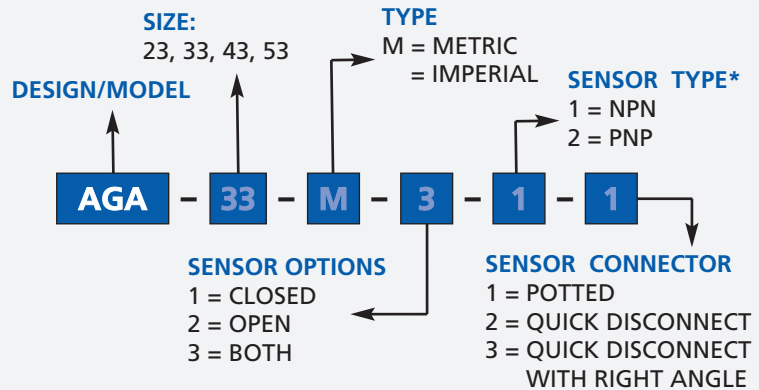 SIZE:
23, 33, 43, 53
TYPE
M = METRIC
= IMPERIAL
DESIGN/MODEL
SENSOR TYPE*
1 = NPN
2 = PNP
AGA - 33 - M - 3 - 1 - 1
SENSOR OPTIONS
1 = CLOSED
2 = OPEN
3 = BOTH
SENSOR CONNECTOR
1 = POTTED
2 = QUICK DISCONNECT
3 = QUICK DISCONNECT
WITH RIGHT ANGLE